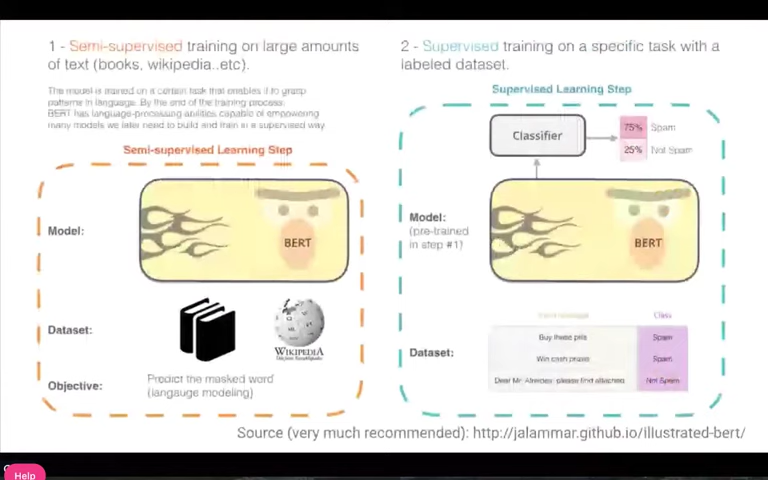 1 - Semi-supervised training on large amounts
of text (books, wikipedia..etc).
The model is trained on a certain task that enables it to grasp
patterns in language. By the end of the training process,
BERT has language-processing abilities capable of empowering
many models we later need to build and train in a supervised way.
Semi-supervised Learning Step
Model:
BERT
Dataset:
WIKIPEDIA
Objective:
Predict the masked word
(langauge modeling)
2 - Supervised training on a specific task with a
labeled dataset.
Supervised Learning Step
Classifier
75% Spam
25% Not Spam
Model:
(pre-trained
in step #1)
BERT
Dataset:
Class
Buy these pills Spam
Win cash prizes Spam
Dear Mr. Atreides, please find attached Not Spam
Source (very much recommended): http://jalammar.github.io/illustrated-bert/
Help